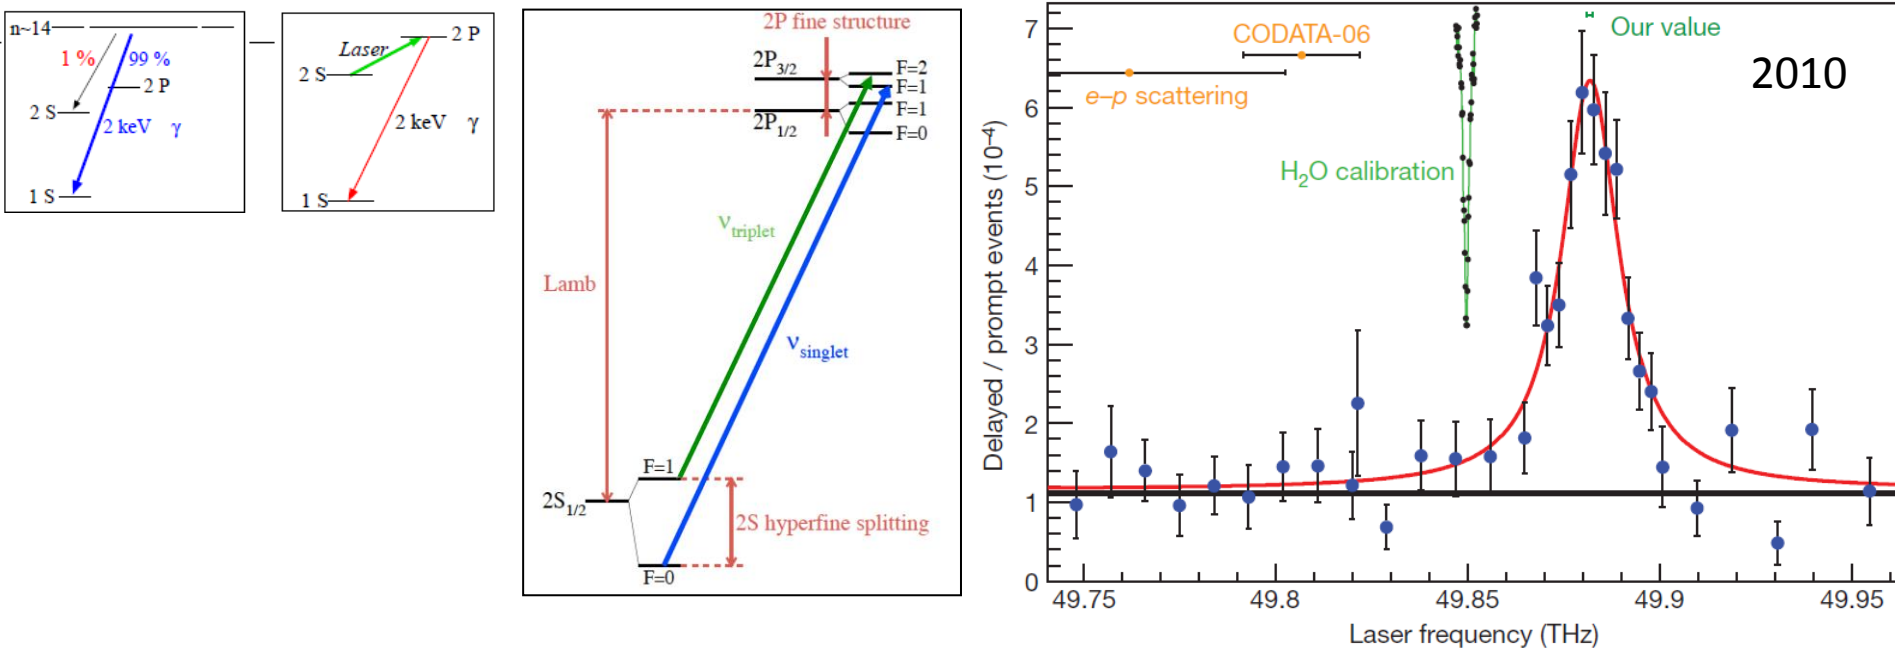 n~14
1 %
99 %
2 P
2 S
2 keV γ
1 S
Laser
2 P
2 S
2 keV γ
1 S
2P fine structure
2P3/2
F=2
F=1
F=1
2P1/2
F=0
νtriplet
Lamb
νsinglet
F=1
2S1/2
2S hyperfine splitting
F=0
7
6
5
4
3
2
1
0
Delayed / prompt events (10⁻⁴)
CODATA-06
Our value
2010
e–p scattering
H₂O calibration
49.75
49.8
49.85
49.9
49.95
Laser frequency (THz)